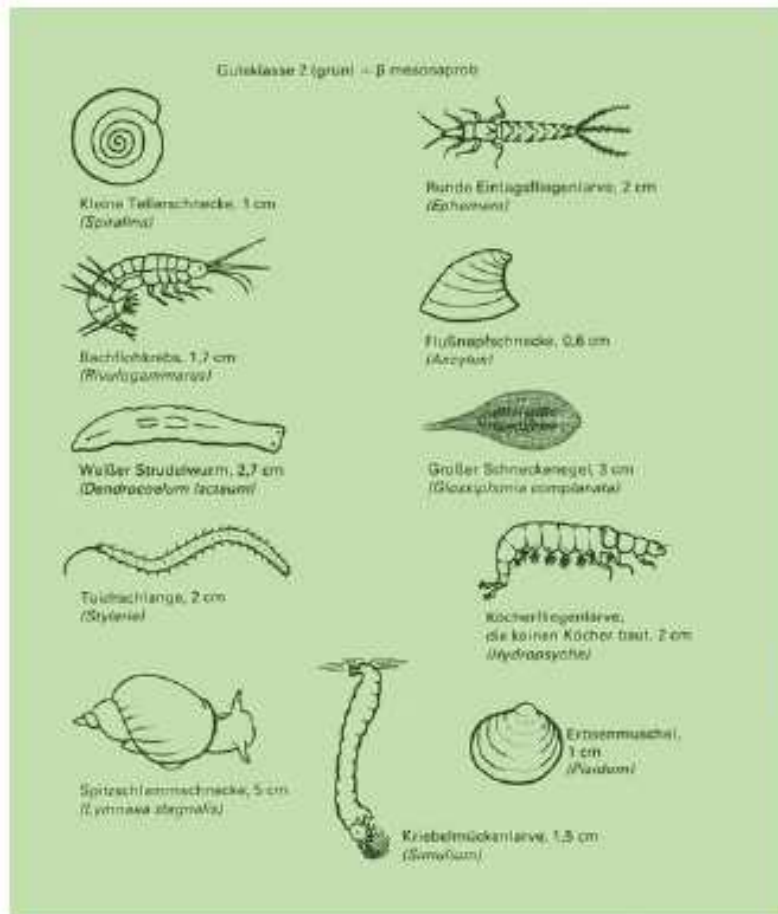 Güteklasse 2 (grün) – β mesosaprob
Kleine Tellerschnecke, 1 cm
(Spiralina)
Runde Eintagsfliegenlarve, 2 cm
(Ephemera)
Bachflohkrebs, 1,7 cm
(Rivulogammarus)
Flußnapfschnecke, 0,6 cm
(Ancylus)
Weißer Strudelwurm, 2,7 cm
(Dendrocoelum lacteum)
Großer Schneckenegel, 3 cm
(Glossiphonia complanata)
Teichschlange, 2 cm
(Stylaria)
Köcherfliegenlarve,
die keinen Köcher baut, 2 cm
(Hydropsyche)
Spitzschlammschnecke, 5 cm
(Lymnaea stagnalis)
Erbsenmuschel,
1 cm
(Pisidium)
Kriebelmückenlarve, 1,5 cm
(Simulium)